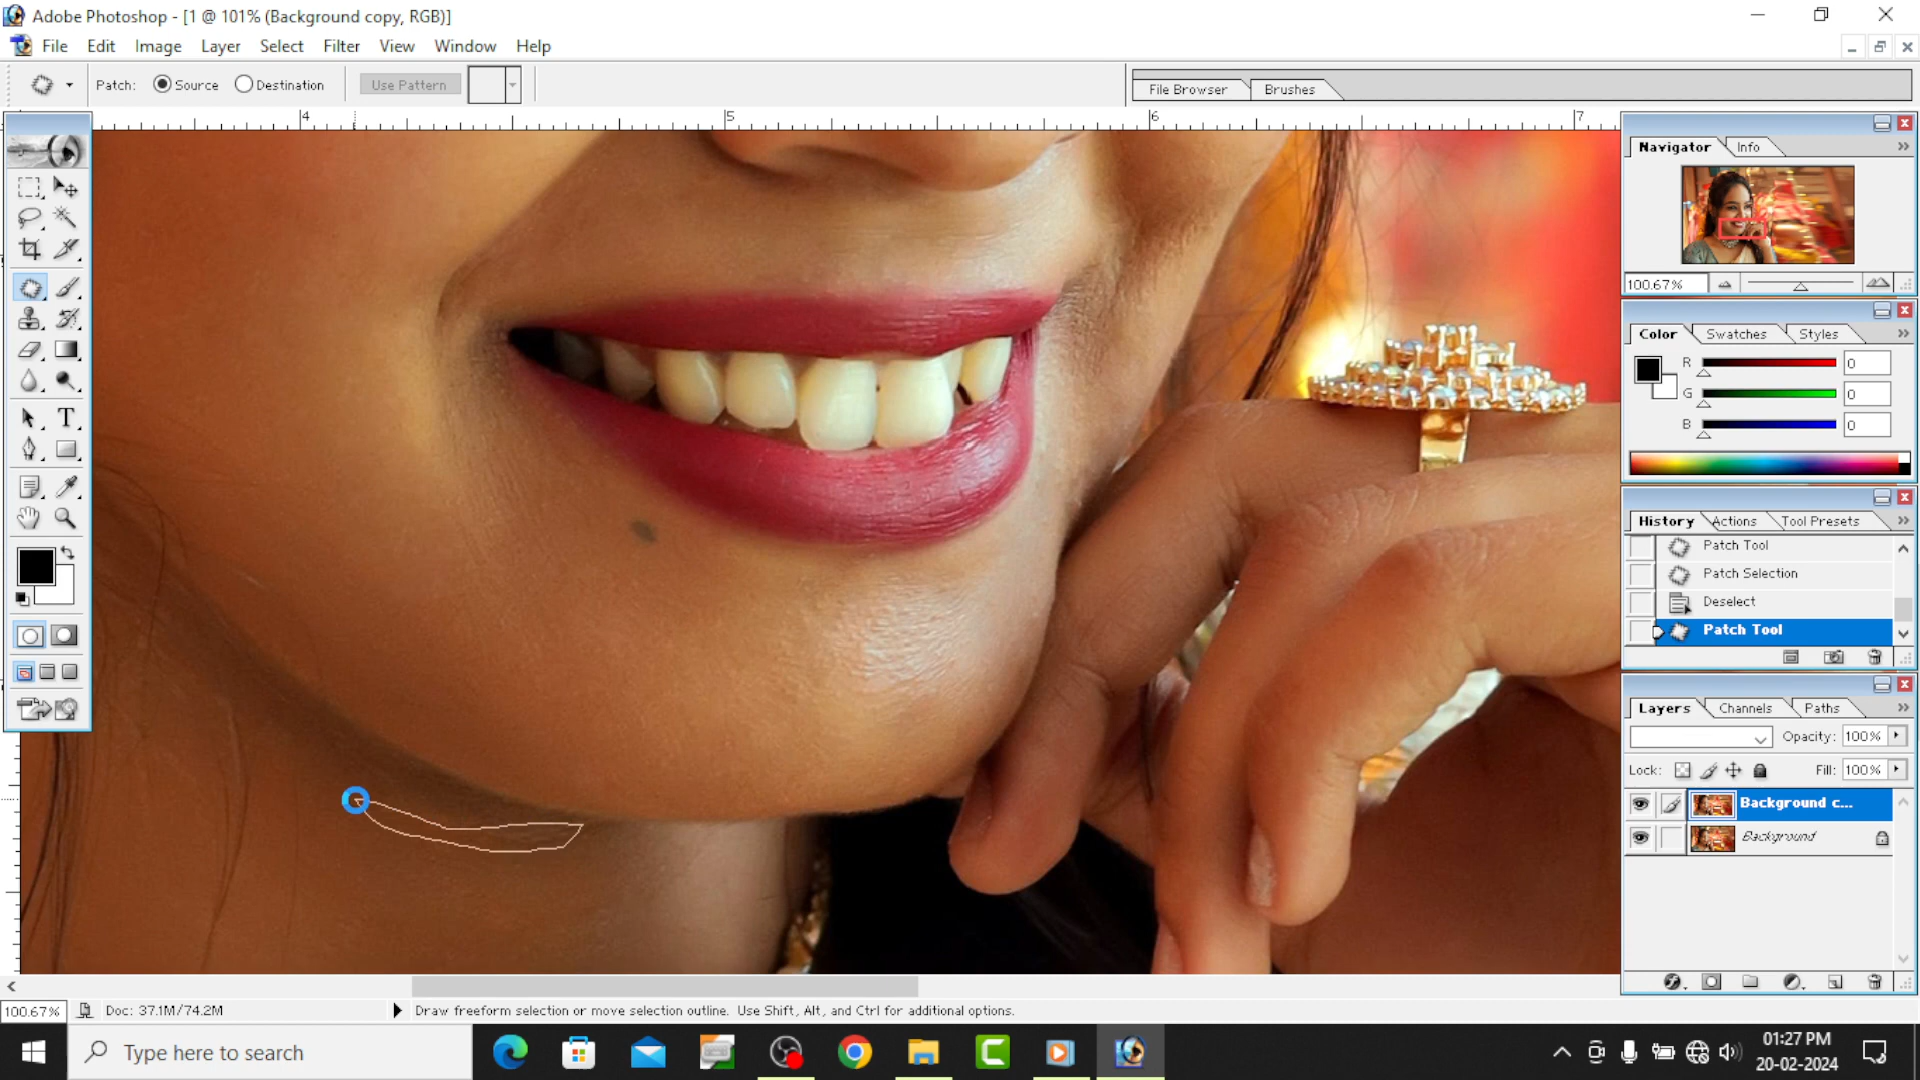 Adobe Photoshop - [1 @ 101% (Background copy, RGB)]
File Edit Image Layer Select Filter View Window Help
Patch: Source Destination Use Pattern
File Browser Brushes
4 5 6 7
Navigator Info
100.67%
Color Swatches Styles
R 0
G 0
B 0
T
History Actions Tool Presets
Patch Tool
Patch Selection
Deselect
Patch Tool
Layers Channels Paths
Opacity: 100%
Lock: Fill: 100%
Background c...
Background
100.67% Doc: 37.1M/74.2M Draw freeform selection or move selection outline. Use Shift, Alt, and Ctrl for additional options.
Type here to search
01:27 PM
20-02-2024